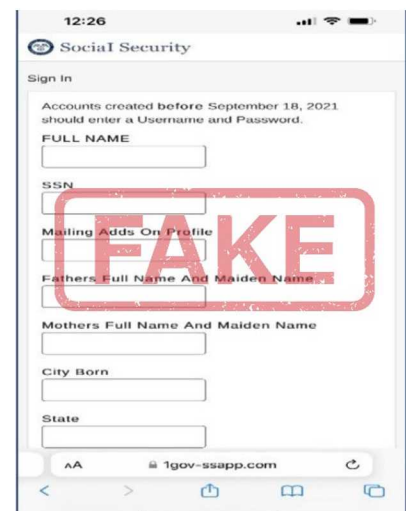 12:26
SociaI Security
Sign In
Accounts created before September 18, 2021
should enter a Username and Password.
FULL NAME
SSN
Mailing Adds On Profile
FAKE
Fathers Full Name And Maiden Name
Mothers Full Name And Maiden Name
City Born
State
AA
1gov-ssapp.com